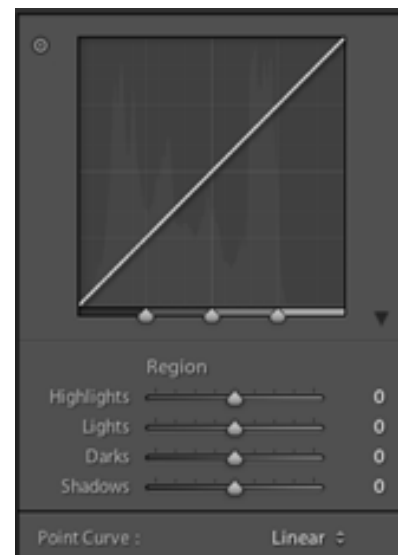 Region
Highlights 0
Lights 0
Darks 0
Shadows 0
Point Curve : Linear